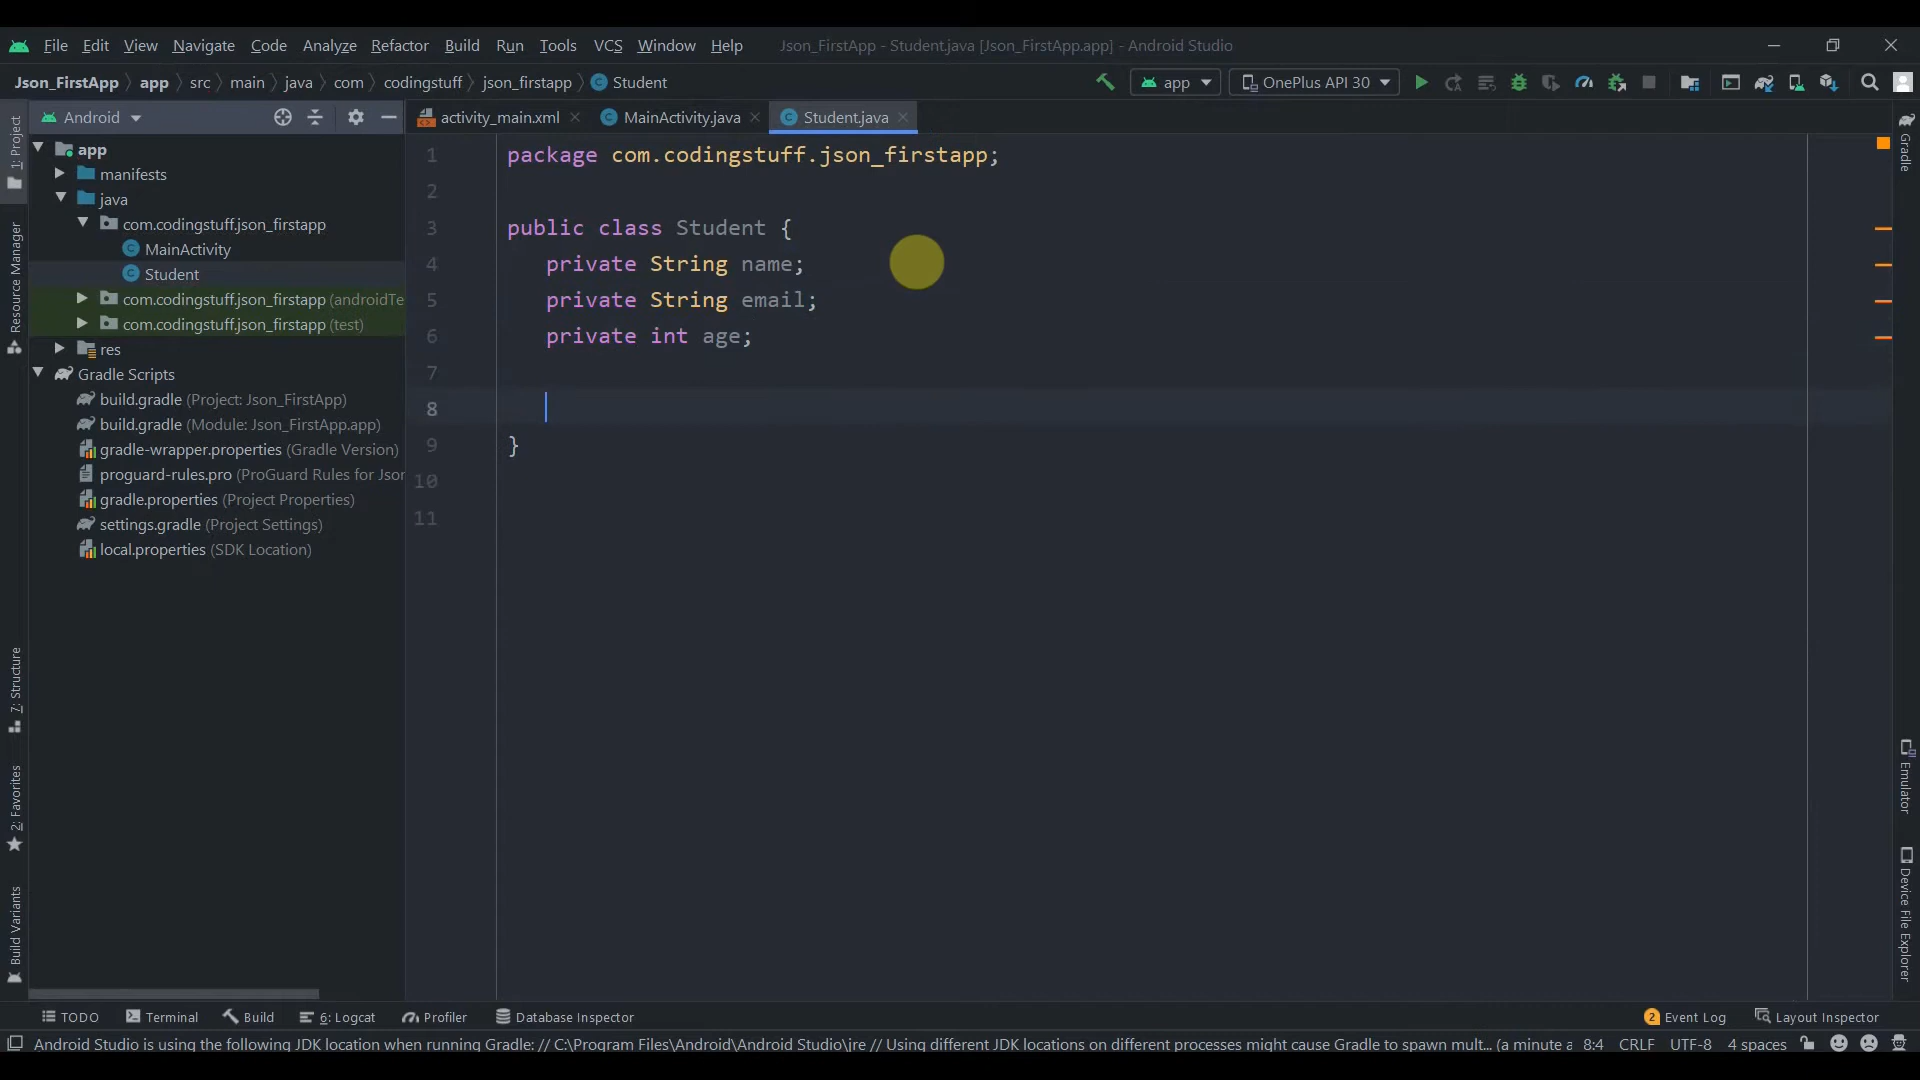 File Edit View Navigate Code Analyze Refactor Build Run Tools VCS Window Help Json_FirstApp - Student.java [Json_FirstApp.app] - Android Studio
Json_FirstApp app src main java com codingstuff json_firstapp Student app OnePlus API 30
Android
activity_main.xml MainActivity.java Student.java
1: Project
Resource Manager
7: Structure
2: Favorites
Build Variants
app
manifests
java
com.codingstuff.json_firstapp
MainActivity
Student
com.codingstuff.json_firstapp (androidTe
com.codingstuff.json_firstapp (test)
res
Gradle Scripts
build.gradle (Project: Json_FirstApp)
build.gradle (Module: Json_FirstApp.app)
gradle-wrapper.properties (Gradle Version)
proguard-rules.pro (ProGuard Rules for Jsor
gradle.properties (Project Properties)
settings.gradle (Project Settings)
local.properties (SDK Location)
1 package com.codingstuff.json_firstapp;
2
3 public class Student {
4 private String name;
5 private String email;
6 private int age;
7
8
9 }
10
11
Gradle
Emulator
Device File Explorer
TODO Terminal Build 6: Logcat Profiler Database Inspector 2 Event Log Layout Inspector
Android Studio is using the following JDK location when running Gradle: // C:\Program Files\Android\Android Studio\jre // Using different JDK locations on different processes might cause Gradle to spawn mult... (a minute a 8:4 CRLF UTF-8 4 spaces